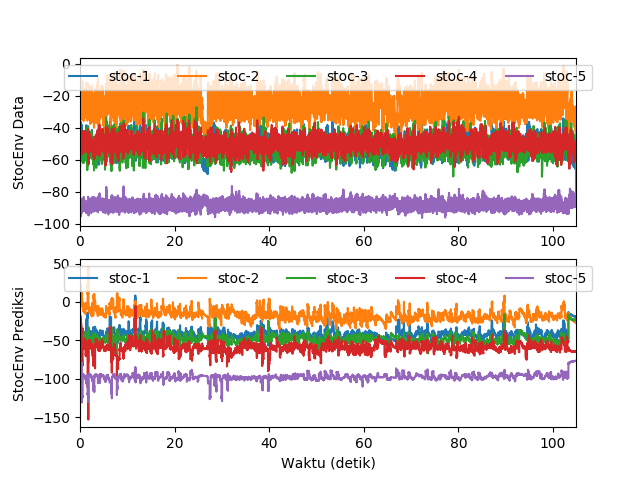 0
stoc-1 stoc-2 stoc-3 stoc-4 stoc-5
−20
−40
−60
−80
−100
StocEnv Data
0 20 40 60 80 100
50
stoc-1 stoc-2 stoc-3 stoc-4 stoc-5
0
−50
−100
−150
StocEnv Prediksi
0 20 40 60 80 100
Waktu (detik)